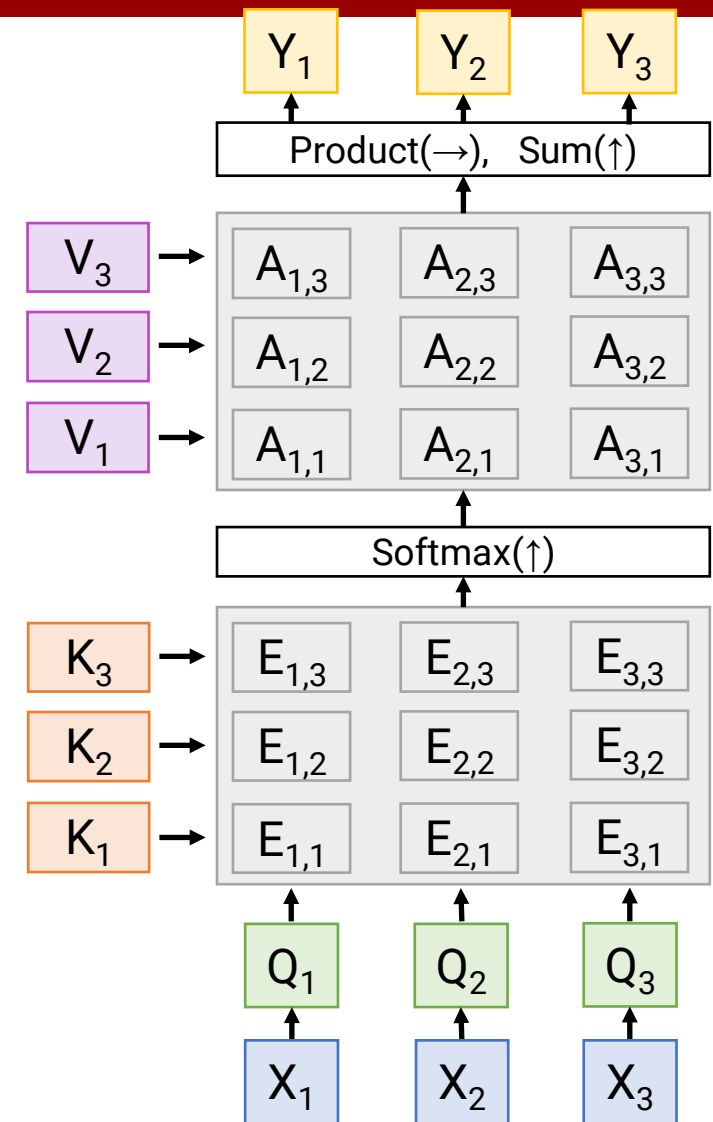 Y₁ Y₂ Y₃
Product(→), Sum(↑)
V₃ A₁,₃ A₂,₃ A₃,₃
V₂ A₁,₂ A₂,₂ A₃,₂
V₁ A₁,₁ A₂,₁ A₃,₁
Softmax(↑)
K₃ E₁,₃ E₂,₃ E₃,₃
K₂ E₁,₂ E₂,₂ E₃,₂
K₁ E₁,₁ E₂,₁ E₃,₁
Q₁ Q₂ Q₃
X₁ X₂ X₃